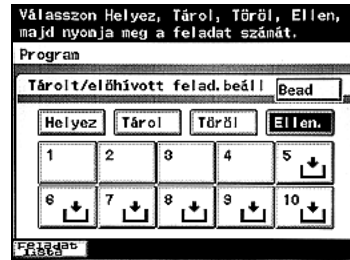 Válasszon Helyez, Tárol, Töröl, Ellen,
majd nyomja meg a feladat számát.
Program
Tárolt/előhívott felad.beáll Bead
Helyez Tárol Töröl Ellen.
1 2 3 4 5
6 7 8 9 10
Feladat
lista